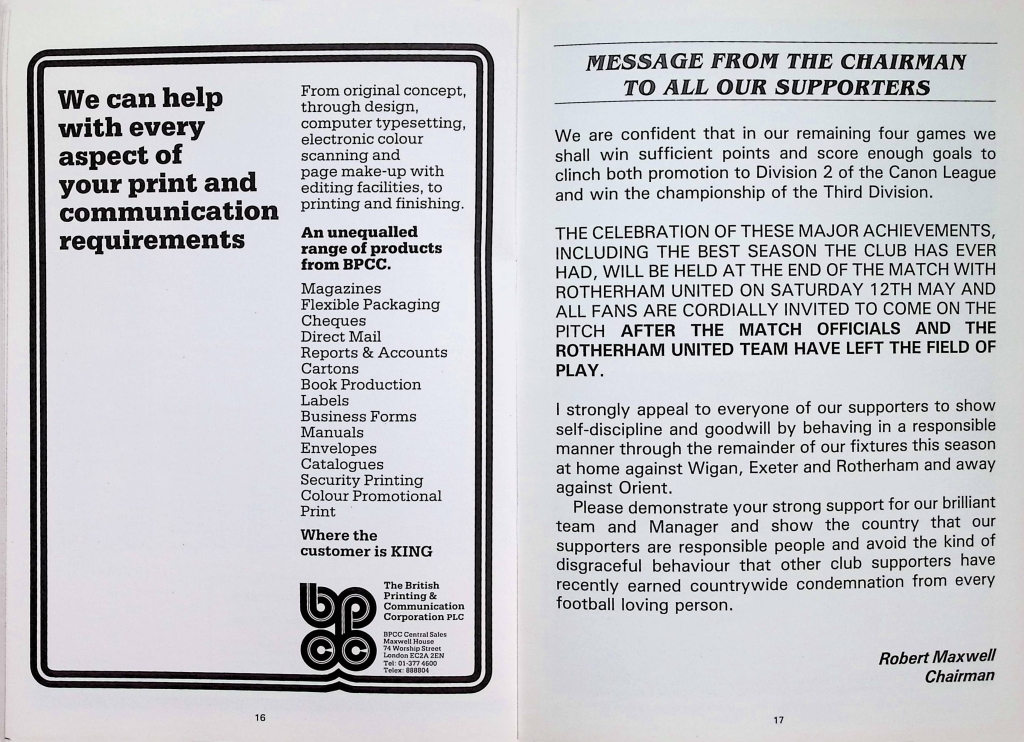 We can help
with every
aspect of
your print and
communication
requirements
From original concept,
through design,
computer typesetting,
electronic colour
scanning and
page make-up with
editing facilities, to
printing and finishing.
An unequalled
range of products
from BPCC.
Magazines
Flexible Packaging
Cheques
Direct Mail
Reports & Accounts
Cartons
Book Production
Labels
Business Forms
Manuals
Envelopes
Catalogues
Security Printing
Colour Promotional
Print
Where the
customer is KING
bp
cc
The British
Printing &
Communication
Corporation PLC
BPCC Central Sales
Maxwell House
74 Worship Street
London EC2A 2EN
Tel: 01-377 4600
Telex: 888804
16
MESSAGE FROM THE CHAIRMAN
TO ALL OUR SUPPORTERS
We are confident that in our remaining four games we
shall win sufficient points and score enough goals to
clinch both promotion to Division 2 of the Canon League
and win the championship of the Third Division.
THE CELEBRATION OF THESE MAJOR ACHIEVEMENTS,
INCLUDING THE BEST SEASON THE CLUB HAS EVER
HAD, WILL BE HELD AT THE END OF THE MATCH WITH
ROTHERHAM UNITED ON SATURDAY 12TH MAY AND
ALL FANS ARE CORDIALLY INVITED TO COME ON THE
PITCH AFTER THE MATCH OFFICIALS AND THE
ROTHERHAM UNITED TEAM HAVE LEFT THE FIELD OF
PLAY.
I strongly appeal to everyone of our supporters to show
self-discipline and goodwill by behaving in a responsible
manner through the remainder of our fixtures this season
at home against Wigan, Exeter and Rotherham and away
against Orient.
Please demonstrate your strong support for our brilliant
team and Manager and show the country that our
supporters are responsible people and avoid the kind of
disgraceful behaviour that other club supporters have
recently earned countrywide condemnation from every
football loving person.
Robert Maxwell
Chairman
17